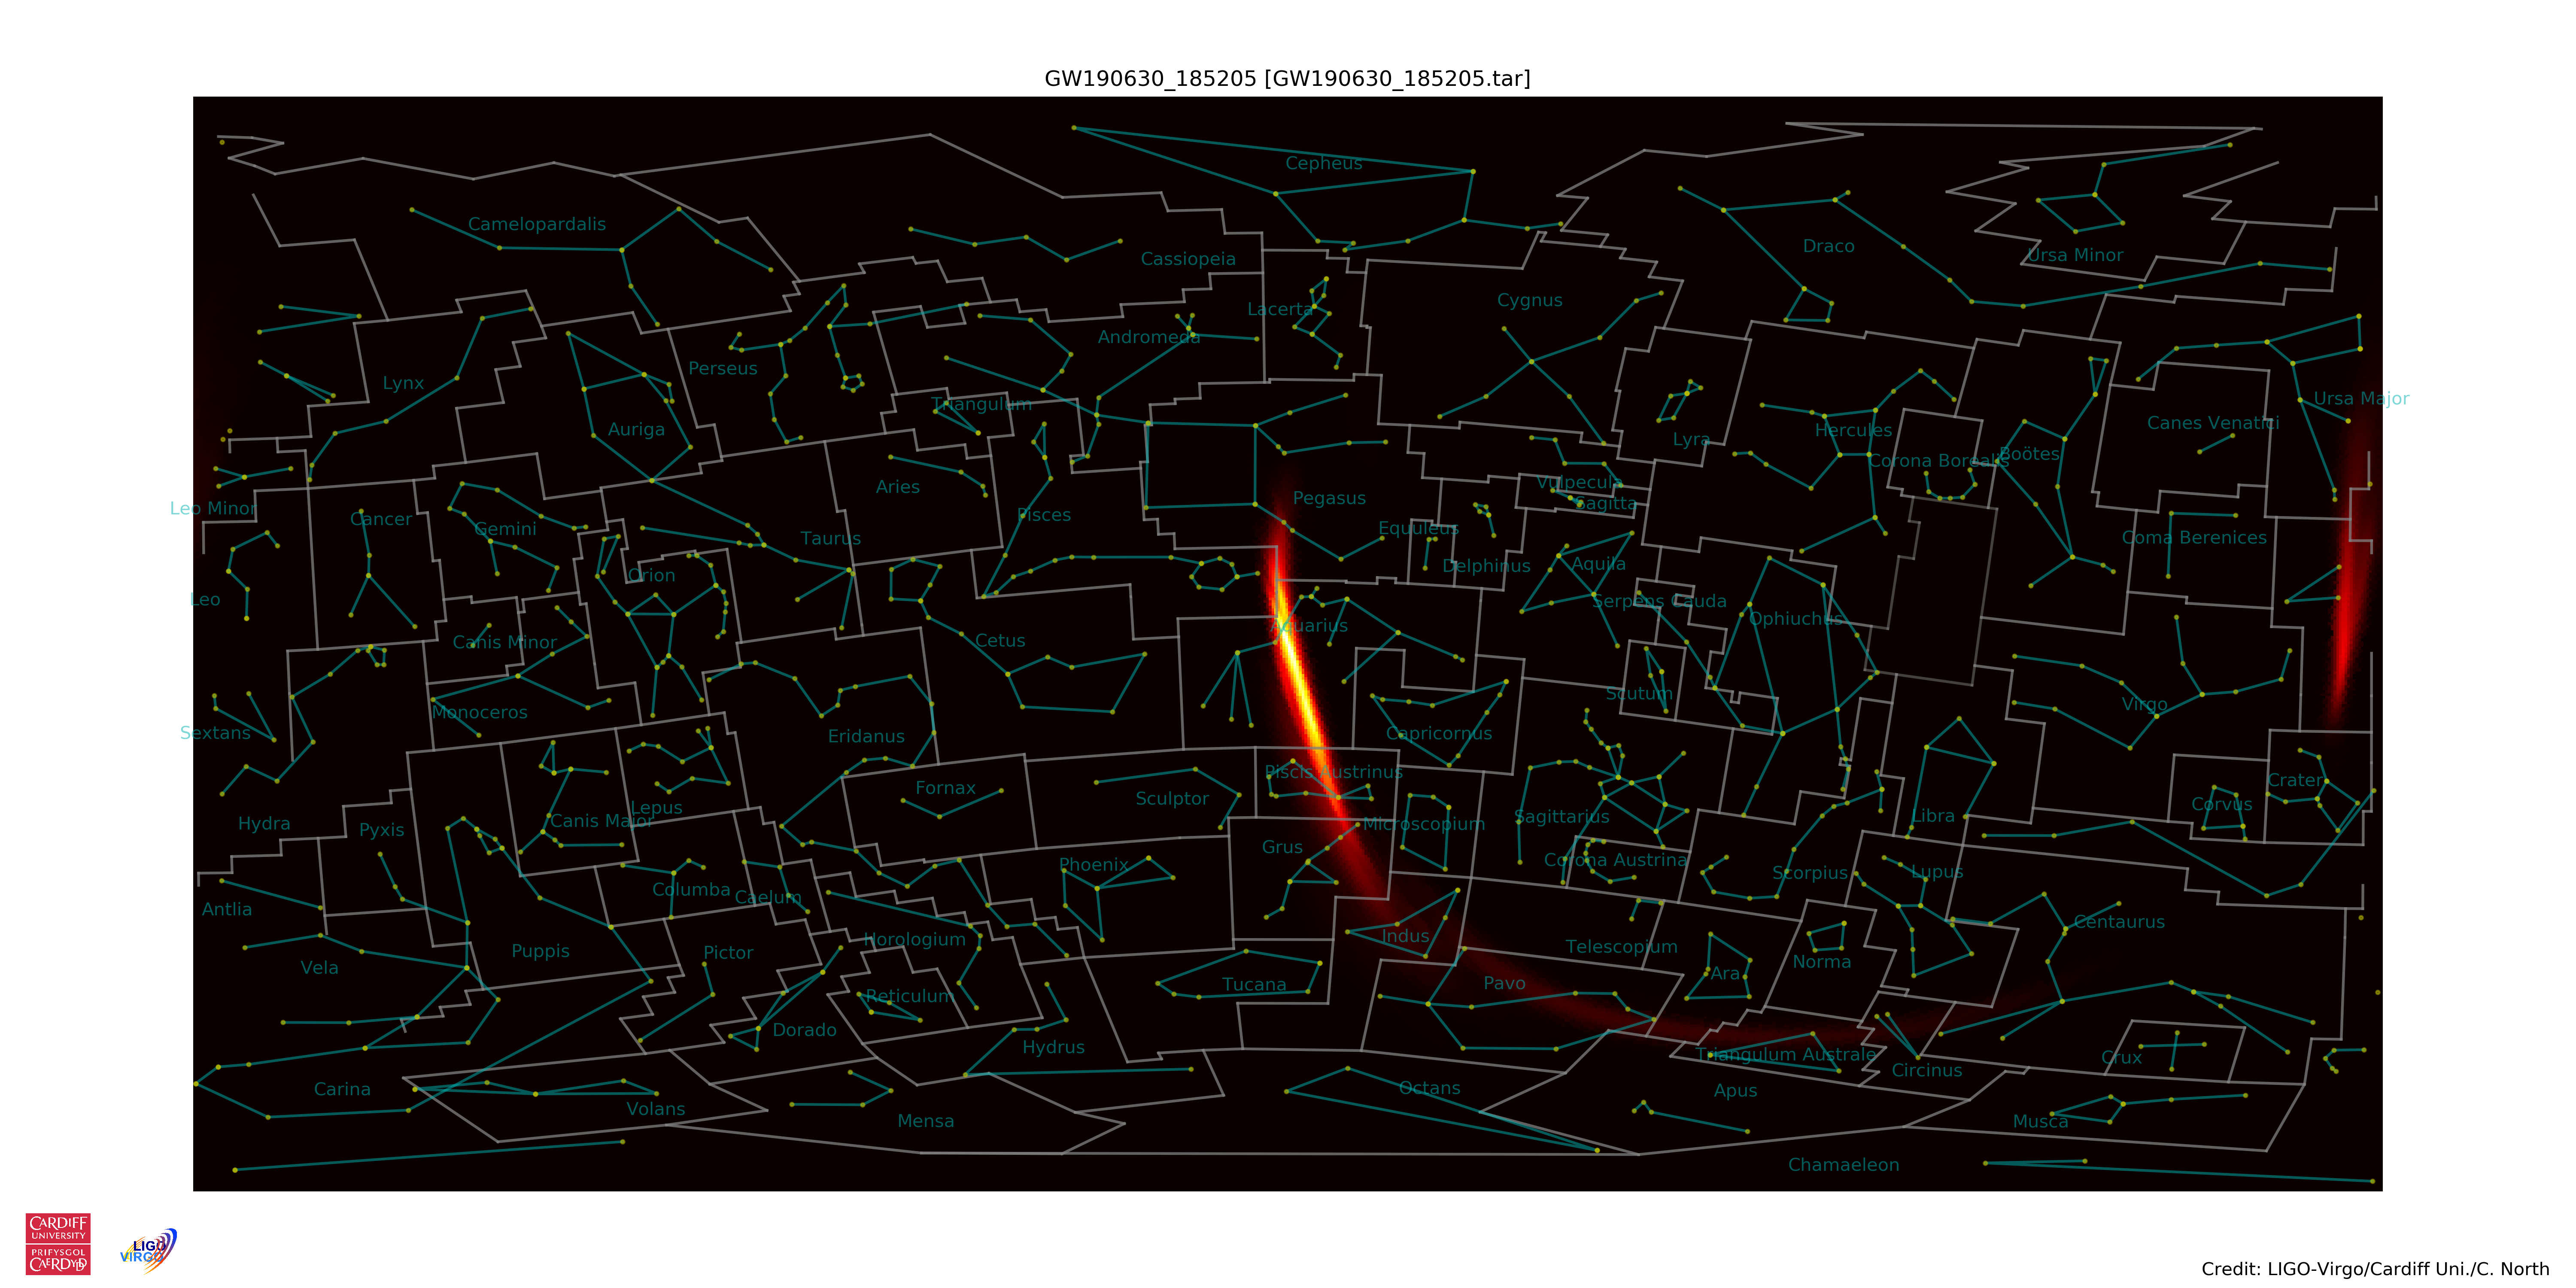 GW190630_185205 [GW190630_185205.tar]
Cepheus
Camelopardalis
Cassiopeia
Draco
Ursa Minor
Lacerta
Cygnus
Andromeda
Perseus
Lynx
Triangulum
Ursa Major
Auriga
Lyra
Hercules
Canes Venatici
Corona Borealis
Boötes
Aries
Pegasus
Vulpecula
Sagitta
Leo Minor
Cancer
Gemini
Pisces
Taurus
Equuleus
Coma Berenices
Orion
Delphinus
Aquila
Leo
Serpens Cauda
Ophiuchus
Canis Minor
Cetus
Aquarius
Scutum
Monoceros
Virgo
Sextans
Eridanus
Capricornus
Piscis Austrinus
Fornax
Sculptor
Crater
Corvus
Lepus
Canis Major
Hydra
Pyxis
Microscopium
Sagittarius
Libra
Grus
Phoenix
Corona Austrina
Scorpius
Lupus
Columba
Caelum
Antlia
Centaurus
Horologium
Indus
Telescopium
Puppis
Pictor
Vela
Norma
Ara
Tucana
Pavo
Reticulum
Dorado
Hydrus
Triangulum Australe
Crux
Circinus
Carina
Octans
Apus
Volans
Mensa
Musca
Chamaeleon
CARDIFF
UNIVERSITY
PRIFYSGOL
CAERDYDD
LIGO
VIRGO
Credit: LIGO-Virgo/Cardiff Uni./C. North